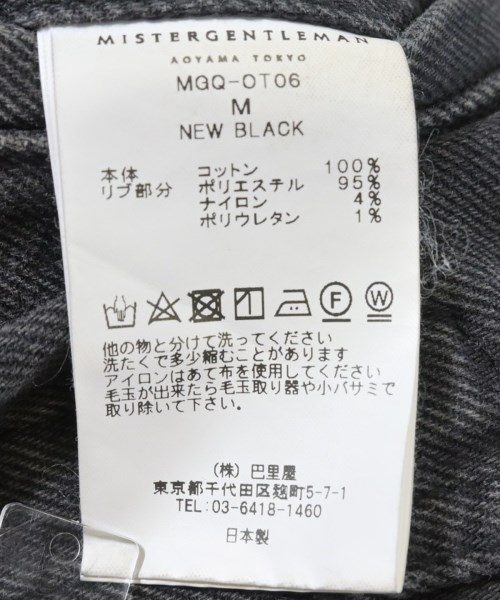 MISTERGENTLEMAN
AOYAMA TOKYO
MGQ-OT06
M
NEW BLACK
本体 コットン 100%
リブ部分 ポリエステル 95%
ナイロン 4%
ポリウレタン 1%
F W
他の物と分けて洗ってください
洗たくで多少縮むことがあります
アイロンはあて布を使用してください
毛玉が出来たら毛玉取り器や小バサミで
取り除いて下さい。
(株) 巴里屋
東京都千代田区麹町5-7-1
TEL: 03-6418-1460
日本製